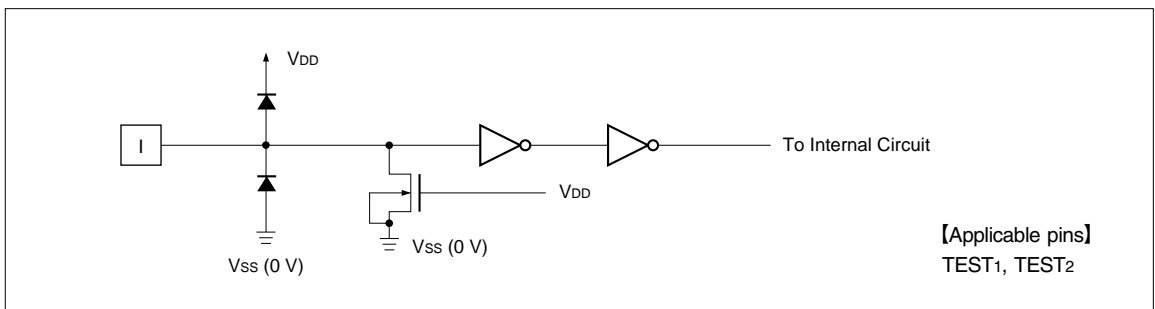 VDD
I
To Internal Circuit
VDD
VSS (0 V)
VSS (0 V)
【Applicable pins】
TEST1, TEST2